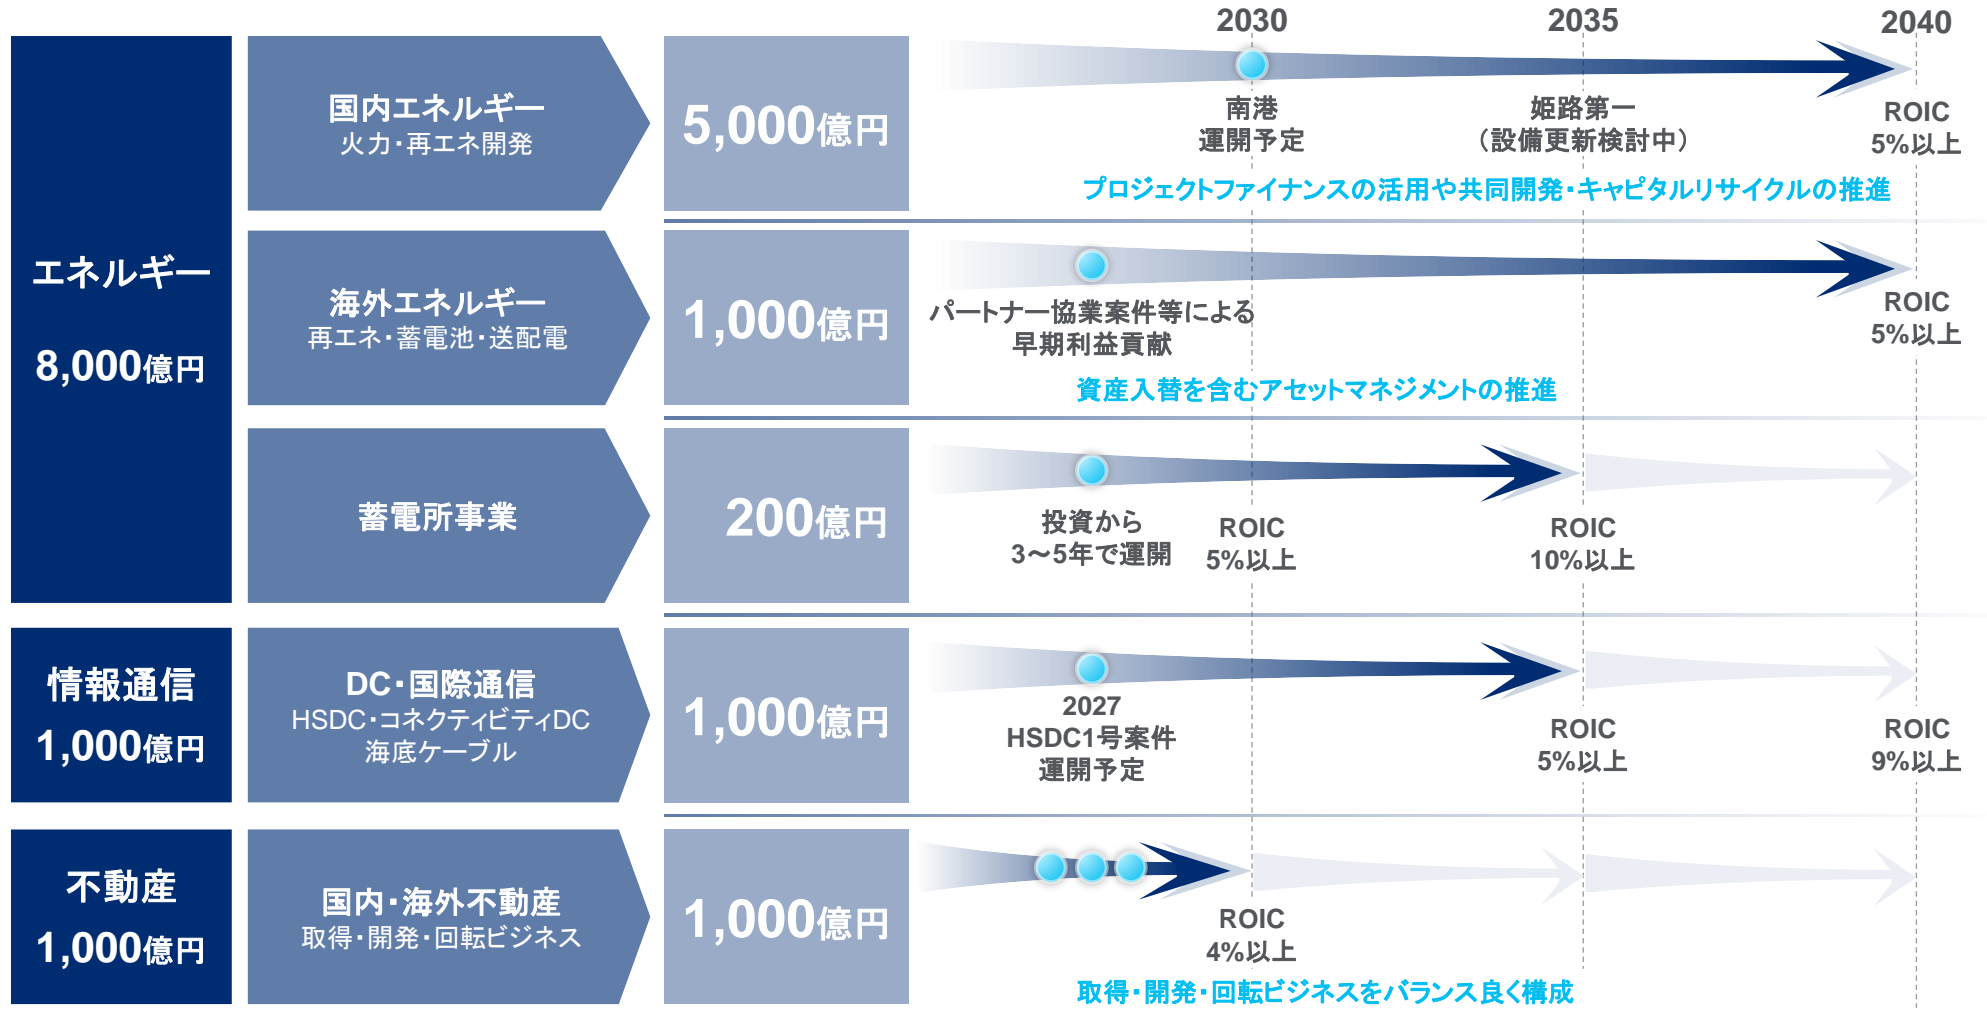 2030
2035
2040
エネルギー
8,000億円
国内エネルギー
火力・再エネ開発
5,000億円
南港
運開予定
姫路第一
（設備更新検討中）
ROIC
5%以上
プロジェクトファイナンスの活用や共同開発・キャピタルリサイクルの推進
海外エネルギー
再エネ・蓄電池・送配電
1,000億円
パートナー協業案件等による
早期利益貢献
ROIC
5%以上
資産入替を含むアセットマネジメントの推進
蓄電所事業
200億円
投資から
3～5年で運開
ROIC
5%以上
ROIC
10%以上
情報通信
1,000億円
DC・国際通信
HSDC・コネクティビティDC
海底ケーブル
1,000億円
2027
HSDC1号案件
運開予定
ROIC
5%以上
ROIC
9%以上
不動産
1,000億円
国内・海外不動産
取得・開発・回転ビジネス
1,000億円
ROIC
4%以上
取得・開発・回転ビジネスをバランス良く構成